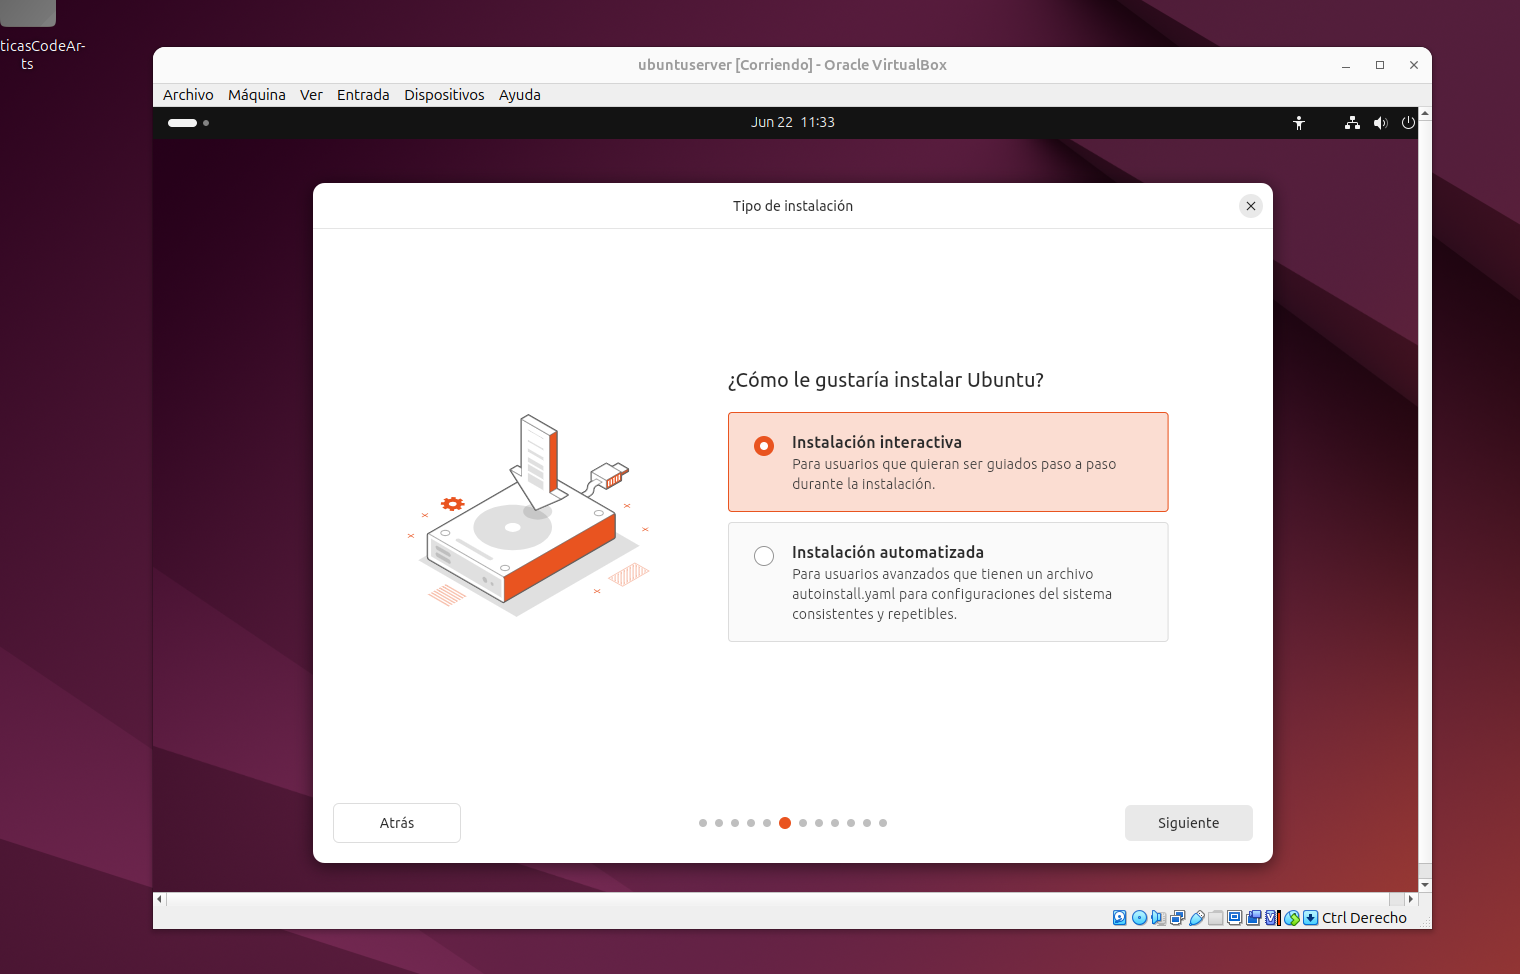 ticasCodeAr-
ts
ubuntuserver [Corriendo] - Oracle VirtualBox
Archivo Máquina Ver Entrada Dispositivos Ayuda
Jun 22 11:33
Tipo de instalación
¿Cómo le gustaría instalar Ubuntu?
Instalación interactiva
Para usuarios que quieran ser guiados paso a paso
durante la instalación.
Instalación automatizada
Para usuarios avanzados que tienen un archivo
autoinstall.yaml para configuraciones del sistema
consistentes y repetibles.
Atrás
Siguiente
Ctrl Derecho